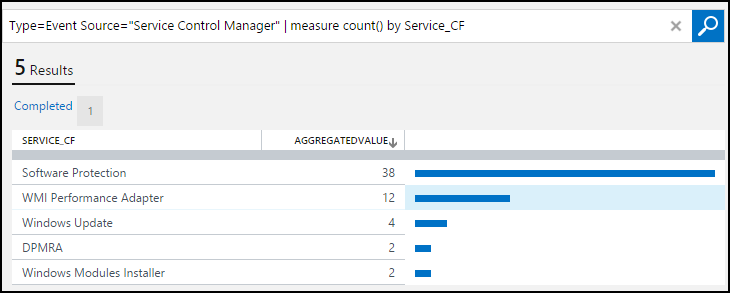 Type=Event Source="Service Control Manager" | measure count() by Service_CF
5 Results
Completed 1
SERVICE_CF AGGREGATEDVALUE
Software Protection 38
WMI Performance Adapter 12
Windows Update 4
DPMRA 2
Windows Modules Installer 2